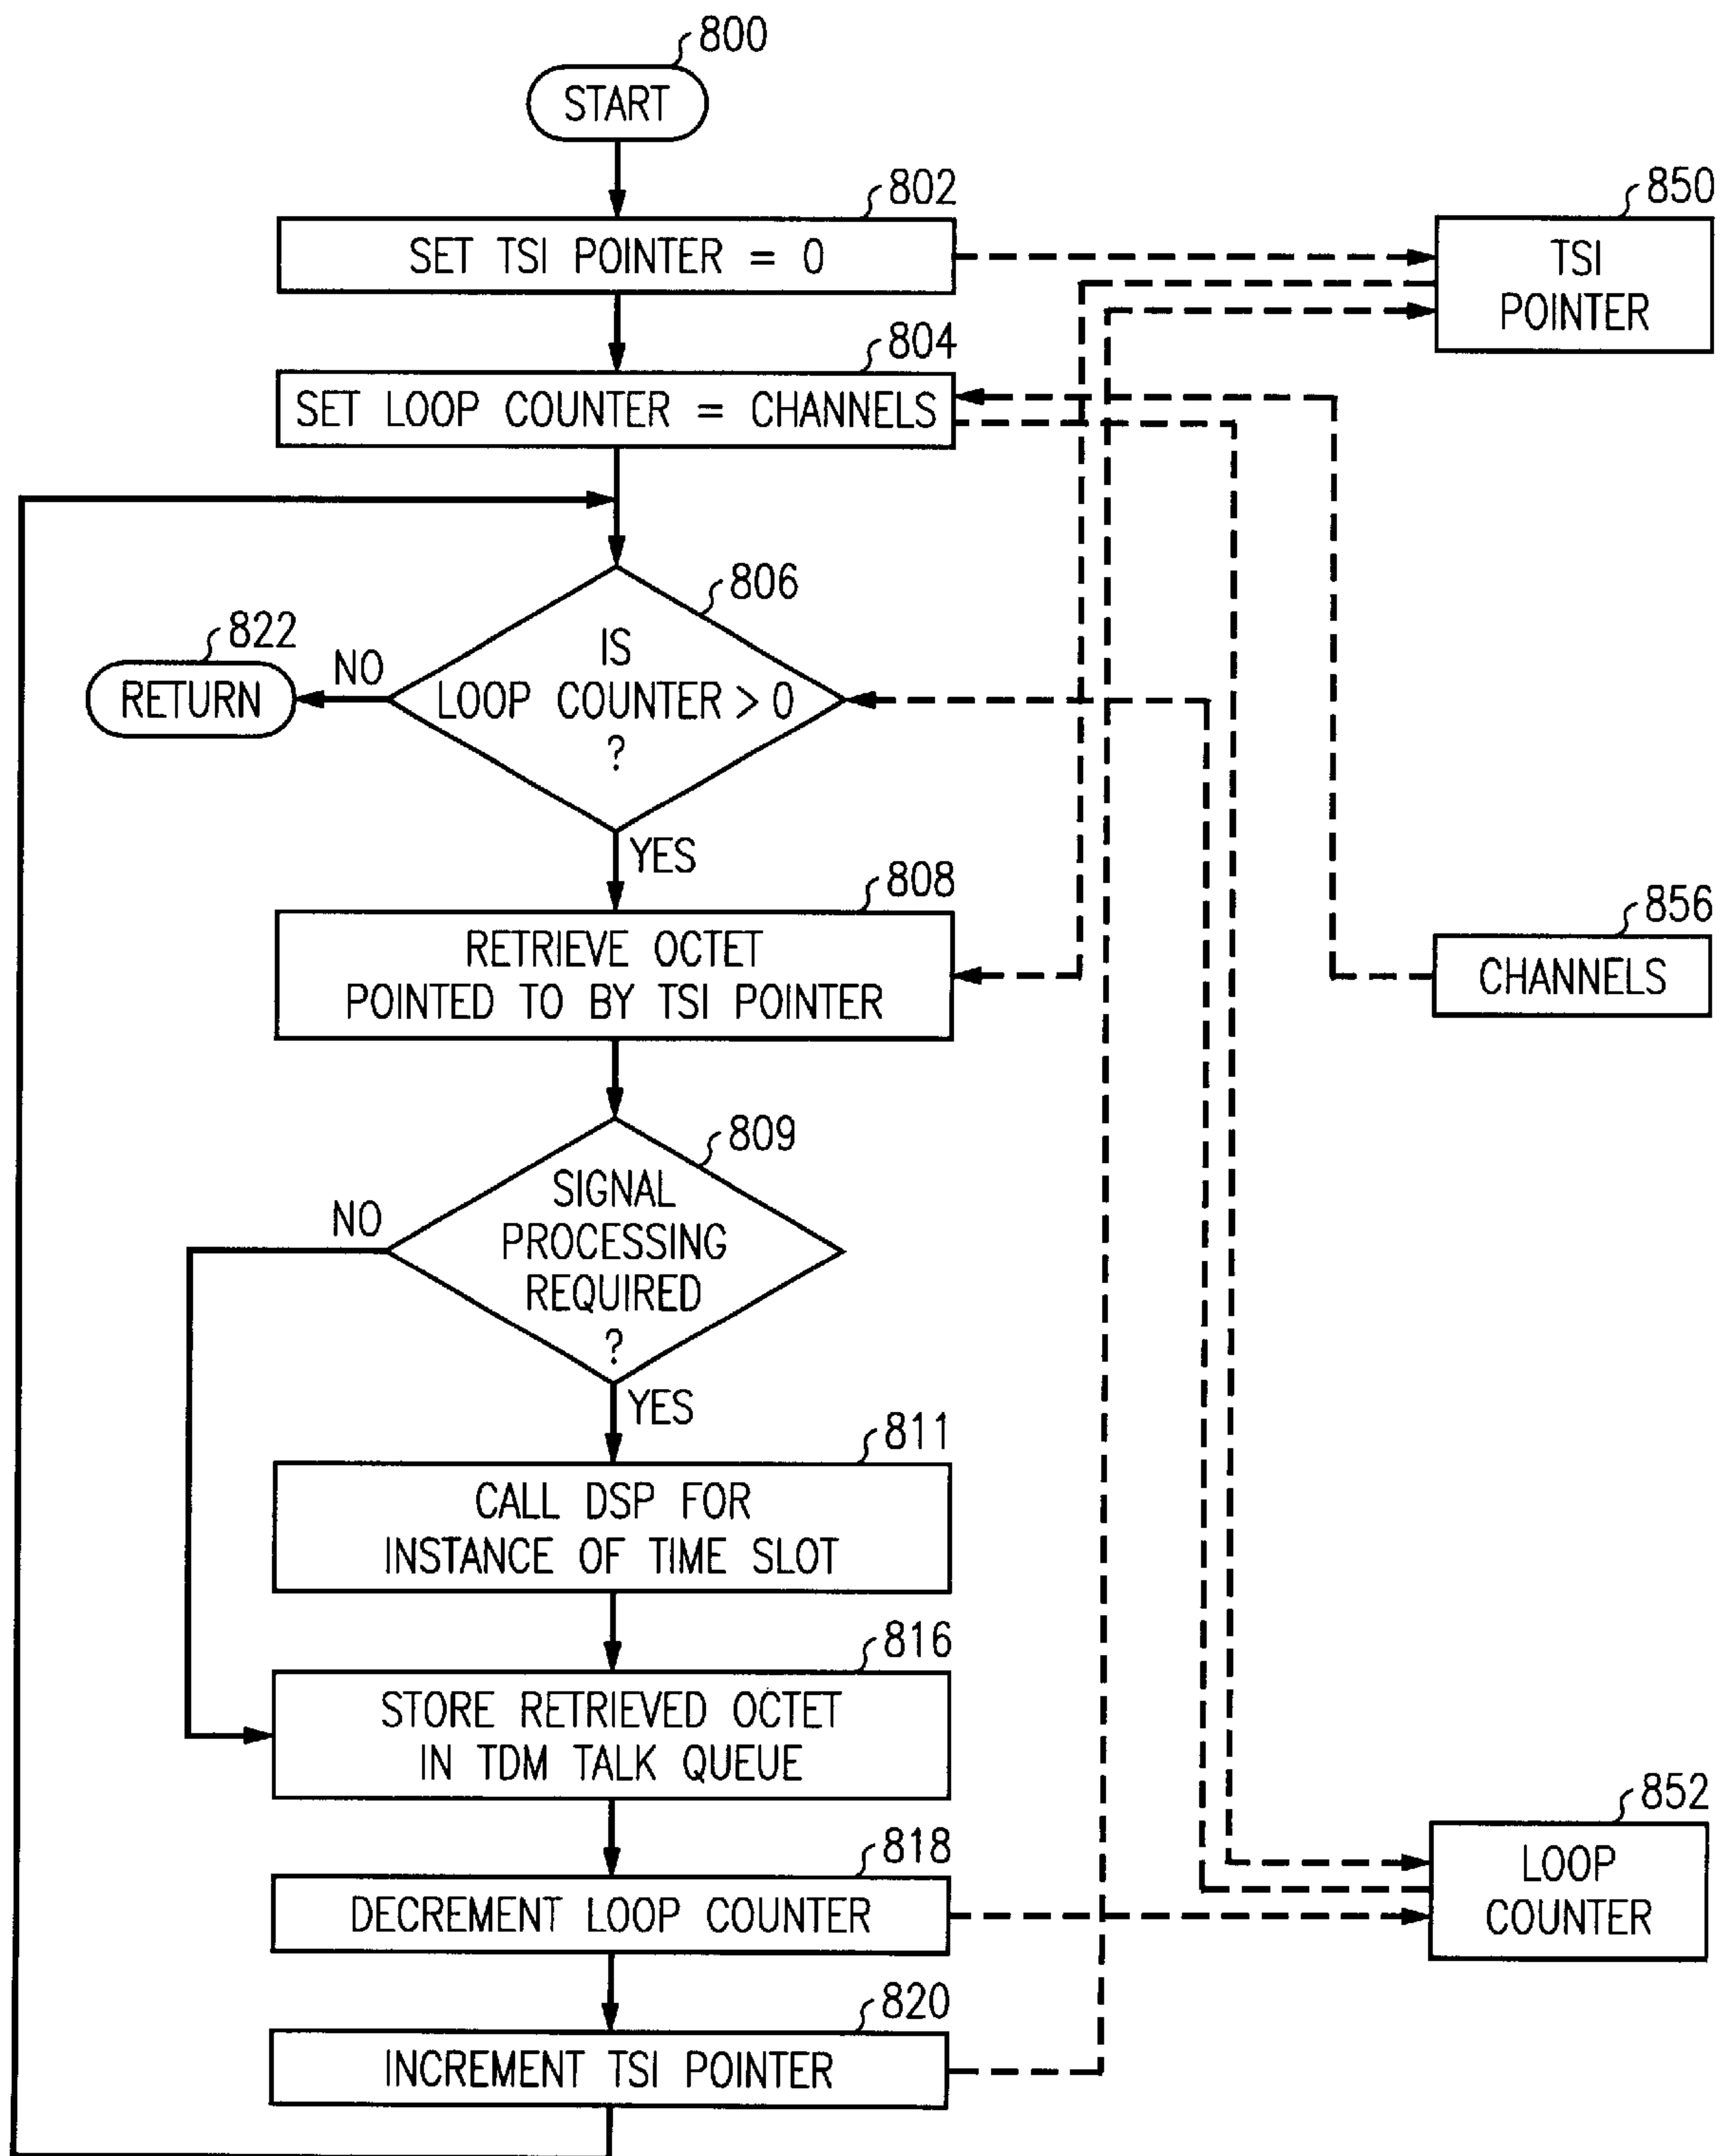 800
START
802
SET TSI POINTER = 0
850
TSI
POINTER
804
SET LOOP COUNTER = CHANNELS
806
IS
LOOP COUNTER > 0
?
822
RETURN
NO
YES
808
RETRIEVE OCTET
POINTED TO BY TSI POINTER
856
CHANNELS
809
SIGNAL
PROCESSING
REQUIRED
?
NO
YES
811
CALL DSP FOR
INSTANCE OF TIME SLOT
816
STORE RETRIEVED OCTET
IN TDM TALK QUEUE
852
LOOP
COUNTER
818
DECREMENT LOOP COUNTER
820
INCREMENT TSI POINTER